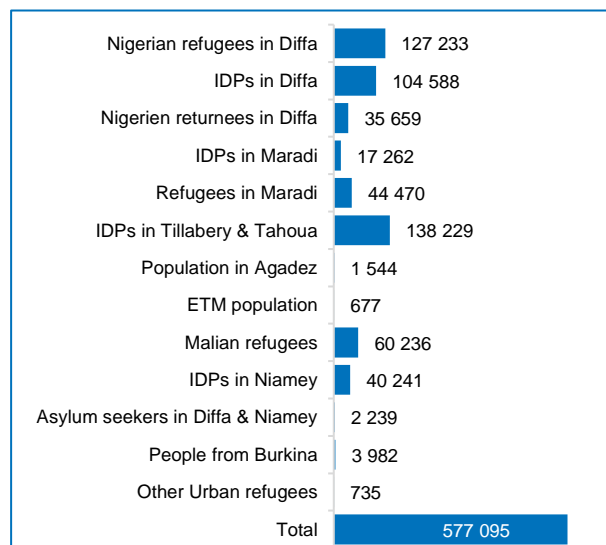 Nigerian refugees in Diffa 127 233
IDPs in Diffa 104 588
Nigerien returnees in Diffa 35 659
IDPs in Maradi 17 262
Refugees in Maradi 44 470
IDPs in Tillabery & Tahoua 138 229
Population in Agadez 1 544
ETM population 677
Malian refugees 60 236
IDPs in Niamey 40 241
Asylum seekers in Diffa & Niamey 2 239
People from Burkina 3 982
Other Urban refugees 735
Total 577 095